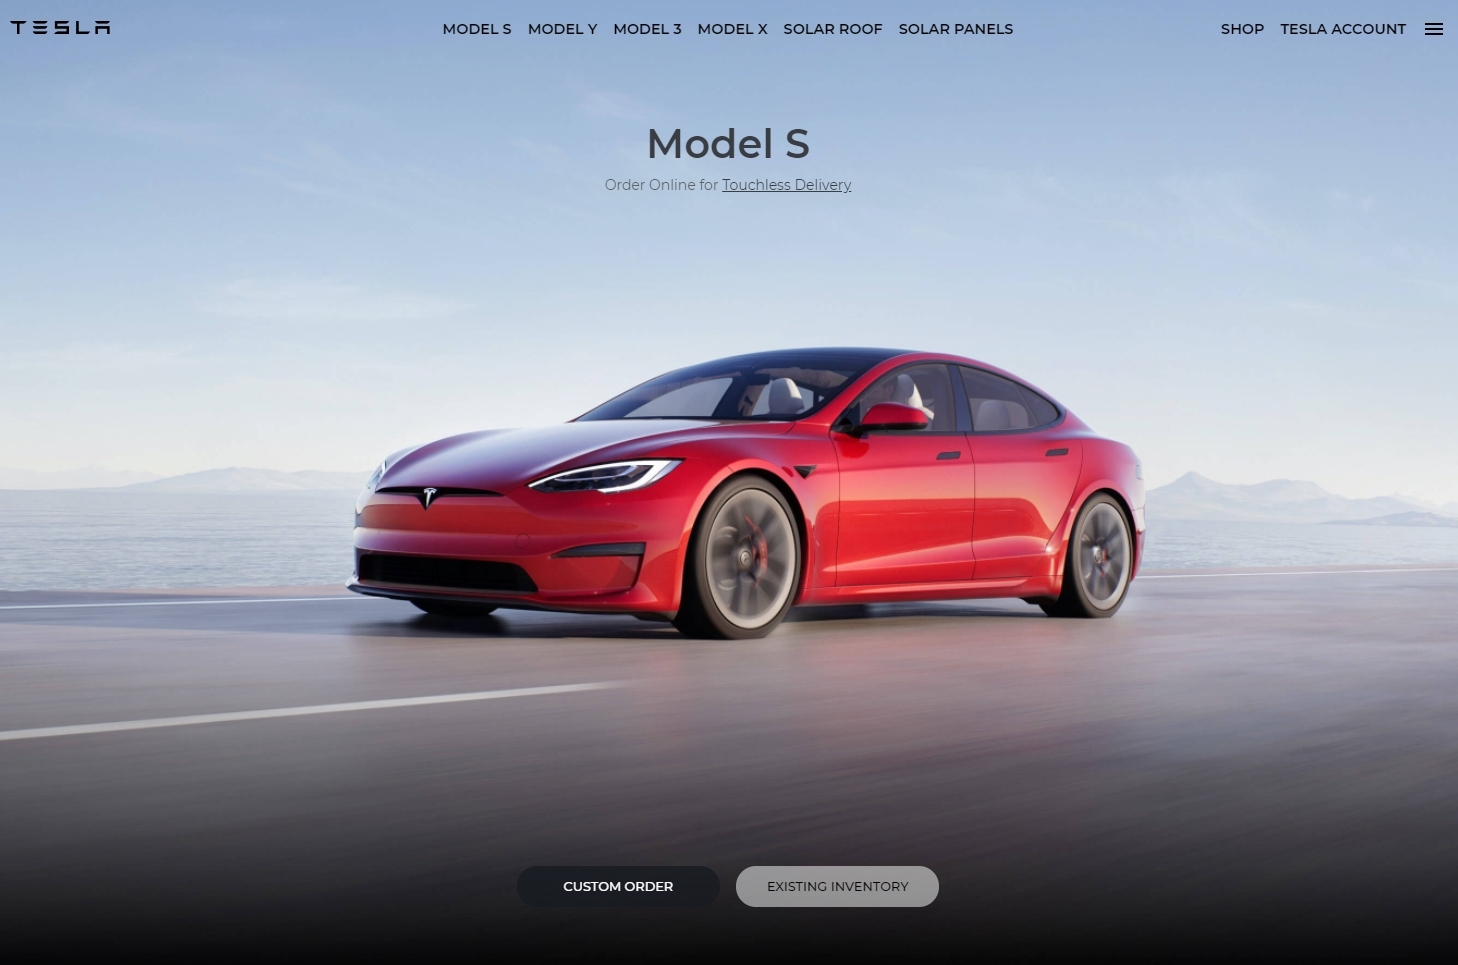 TESLA
MODEL S MODEL Y MODEL 3 MODEL X SOLAR ROOF SOLAR PANELS
SHOP TESLA ACCOUNT
Model S
Order Online for Touchless Delivery
CUSTOM ORDER
EXISTING INVENTORY